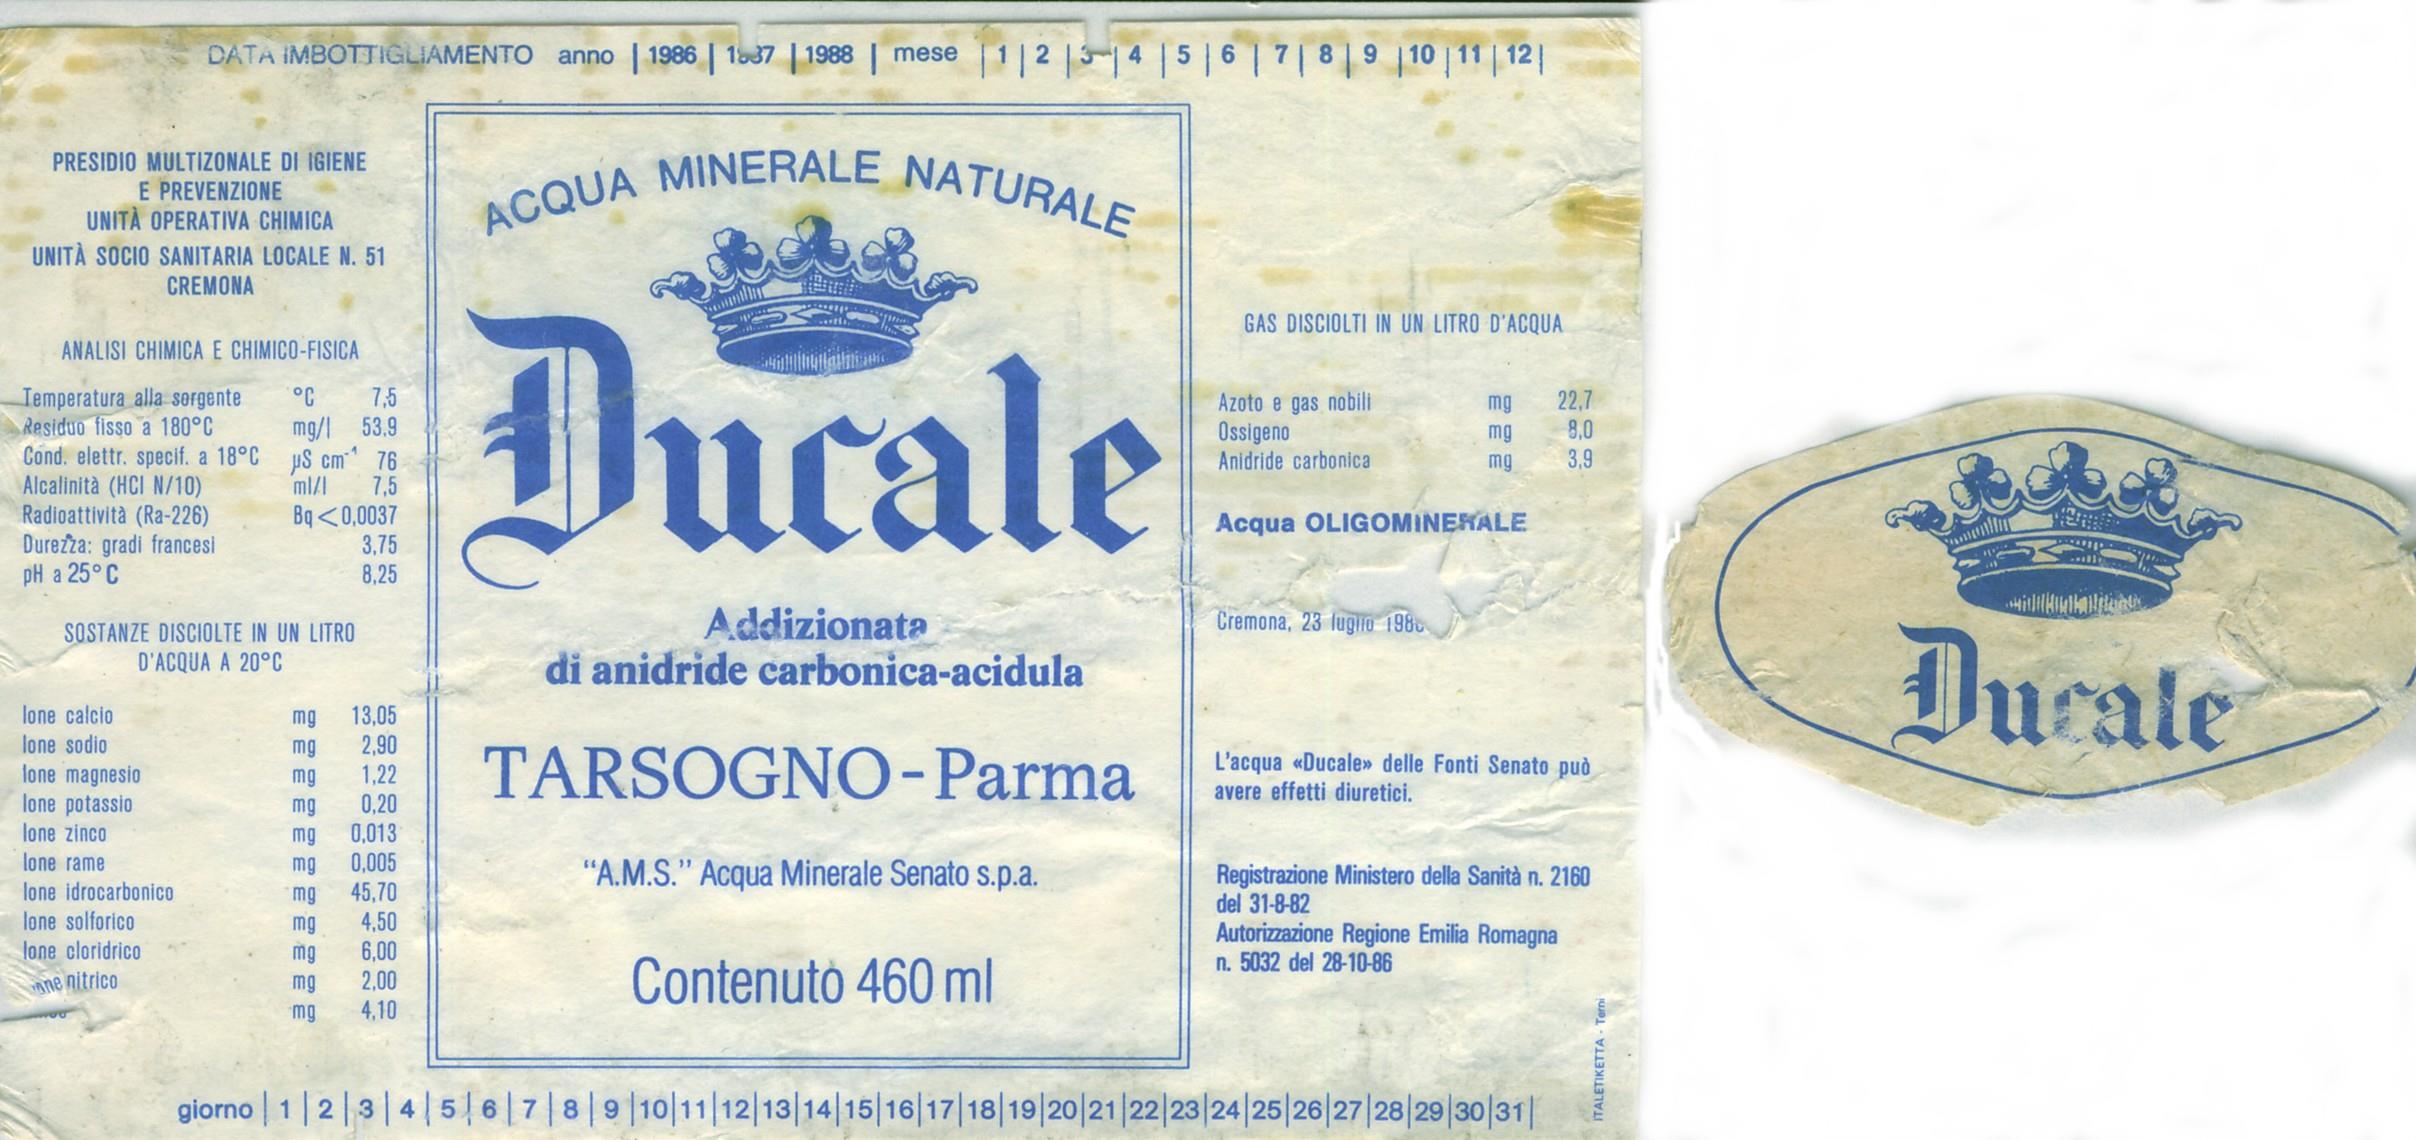 DATA IMBOTTIGLIAMENTO anno | 1986 | 1987 | 1988 | mese | 1 | 2 | 3 | 4 | 5 | 6 | 7 | 8 | 9 | 10 | 11 | 12 |
PRESIDIO MULTIZONALE DI IGIENE
E PREVENZIONE
UNITÀ OPERATIVA CHIMICA
UNITÀ SOCIO SANITARIA LOCALE N. 51
CREMONA
ANALISI CHIMICA E CHIMICO-FISICA
Temperatura alla sorgente °C 7,5
Residuo fisso a 180°C mg/l 53,9
Cond. elettr. specif. a 18°C µS cm⁻¹ 76
Alcalinità (HCl N/10) ml/l 7,5
Radioattività (Ra-226) Bq < 0,0037
Durezza: gradi francesi 3,75
pH a 25°C 8,25
SOSTANZE DISCIOLTE IN UN LITRO
D'ACQUA A 20°C
Ione calcio mg 13,05
Ione sodio mg 2,90
Ione magnesio mg 1,22
Ione potassio mg 0,20
Ione zinco mg 0,013
Ione rame mg 0,005
Ione idrocarbonico mg 45,70
Ione solforico mg 4,50
Ione cloridrico mg 6,00
Ione nitrico mg 2,00
mg 4,10
ACQUA MINERALE NATURALE
Ducale
Addizionata
di anidride carbonica-acidula
TARSOGNO - Parma
“A.M.S.” Acqua Minerale Senato s.p.a.
Contenuto 460 ml
GAS DISCIOLTI IN UN LITRO D'ACQUA
Azoto e gas nobili mg 22,7
Ossigeno mg 8,0
Anidride carbonica mg 3,9
Acqua OLIGOMINERALE
Cremona, 23 luglio
L'acqua «Ducale» delle Fonti Senato può
avere effetti diuretici.
Registrazione Ministero della Sanità n. 2160
del 31-8-82
Autorizzazione Regione Emilia Romagna
n. 5032 del 28-10-86
ITALETIKETTA - Terni
giorno | 1 | 2 | 3 | 4 | 5 | 6 | 7 | 8 | 9 | 10 | 11 | 12 | 13 | 14 | 15 | 16 | 17 | 18 | 19 | 20 | 21 | 22 | 23 | 24 | 25 | 26 | 27 | 28 | 29 | 30 | 31 |
Ducale